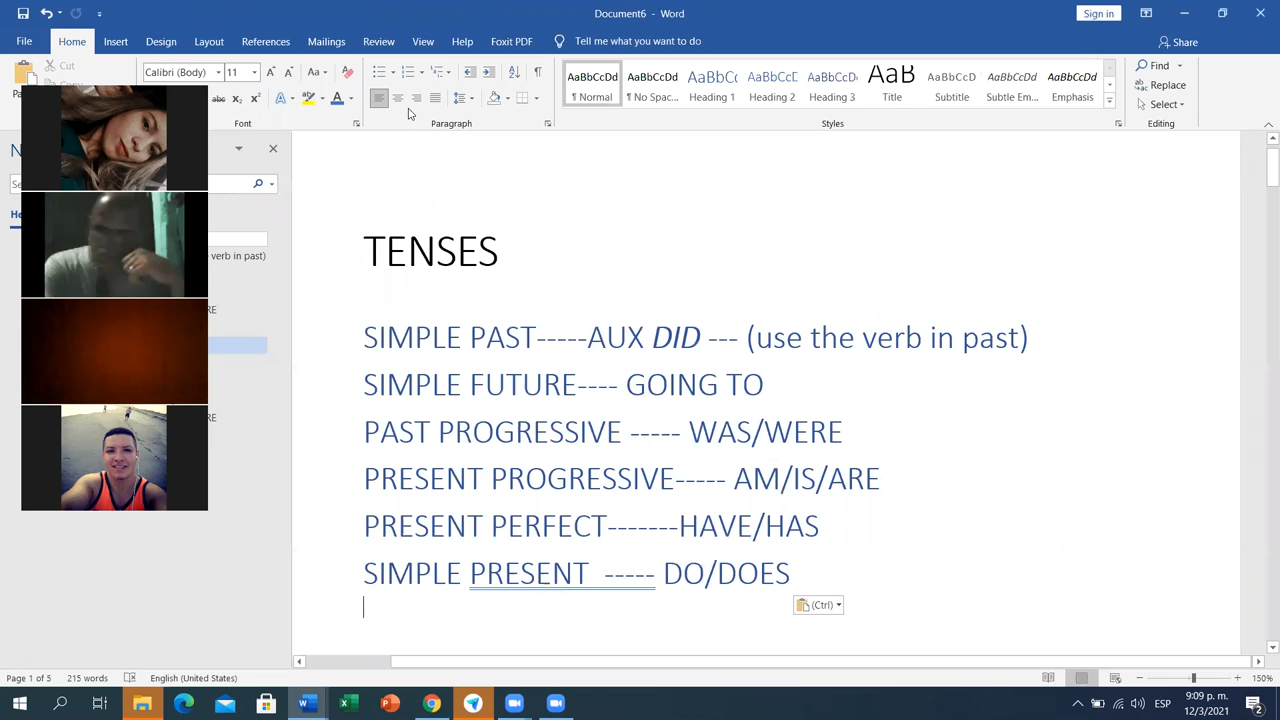 Document6 - Word
Sign in
File
Home
Insert
Design
Layout
References
Mailings
Review
View
Help
Foxit PDF
Tell me what you want to do
Share
Cut
Calibri (Body)
11
Aa
AaBbCcDd
AaBbCcDd
AaBbCc
AaBbCcD
AaBbCcD
AaB
AaBbCcD
AaBbCcDd
AaBbCcDd
Normal
No Spac...
Heading 1
Heading 2
Heading 3
Title
Subtitle
Subtle Em...
Emphasis
Find
Replace
Select
Font
Paragraph
Styles
Editing
verb in past)
TENSES
SIMPLE PAST-----AUX DID --- (use the verb in past)
SIMPLE FUTURE---- GOING TO
PAST PROGRESSIVE ----- WAS/WERE
PRESENT PROGRESSIVE----- AM/IS/ARE
PRESENT PERFECT-------HAVE/HAS
SIMPLE PRESENT ----- DO/DOES
(Ctrl)
Page 1 of 5
215 words
English (United States)
150%
ESP
9:09 p. m.
12/3/2021
2